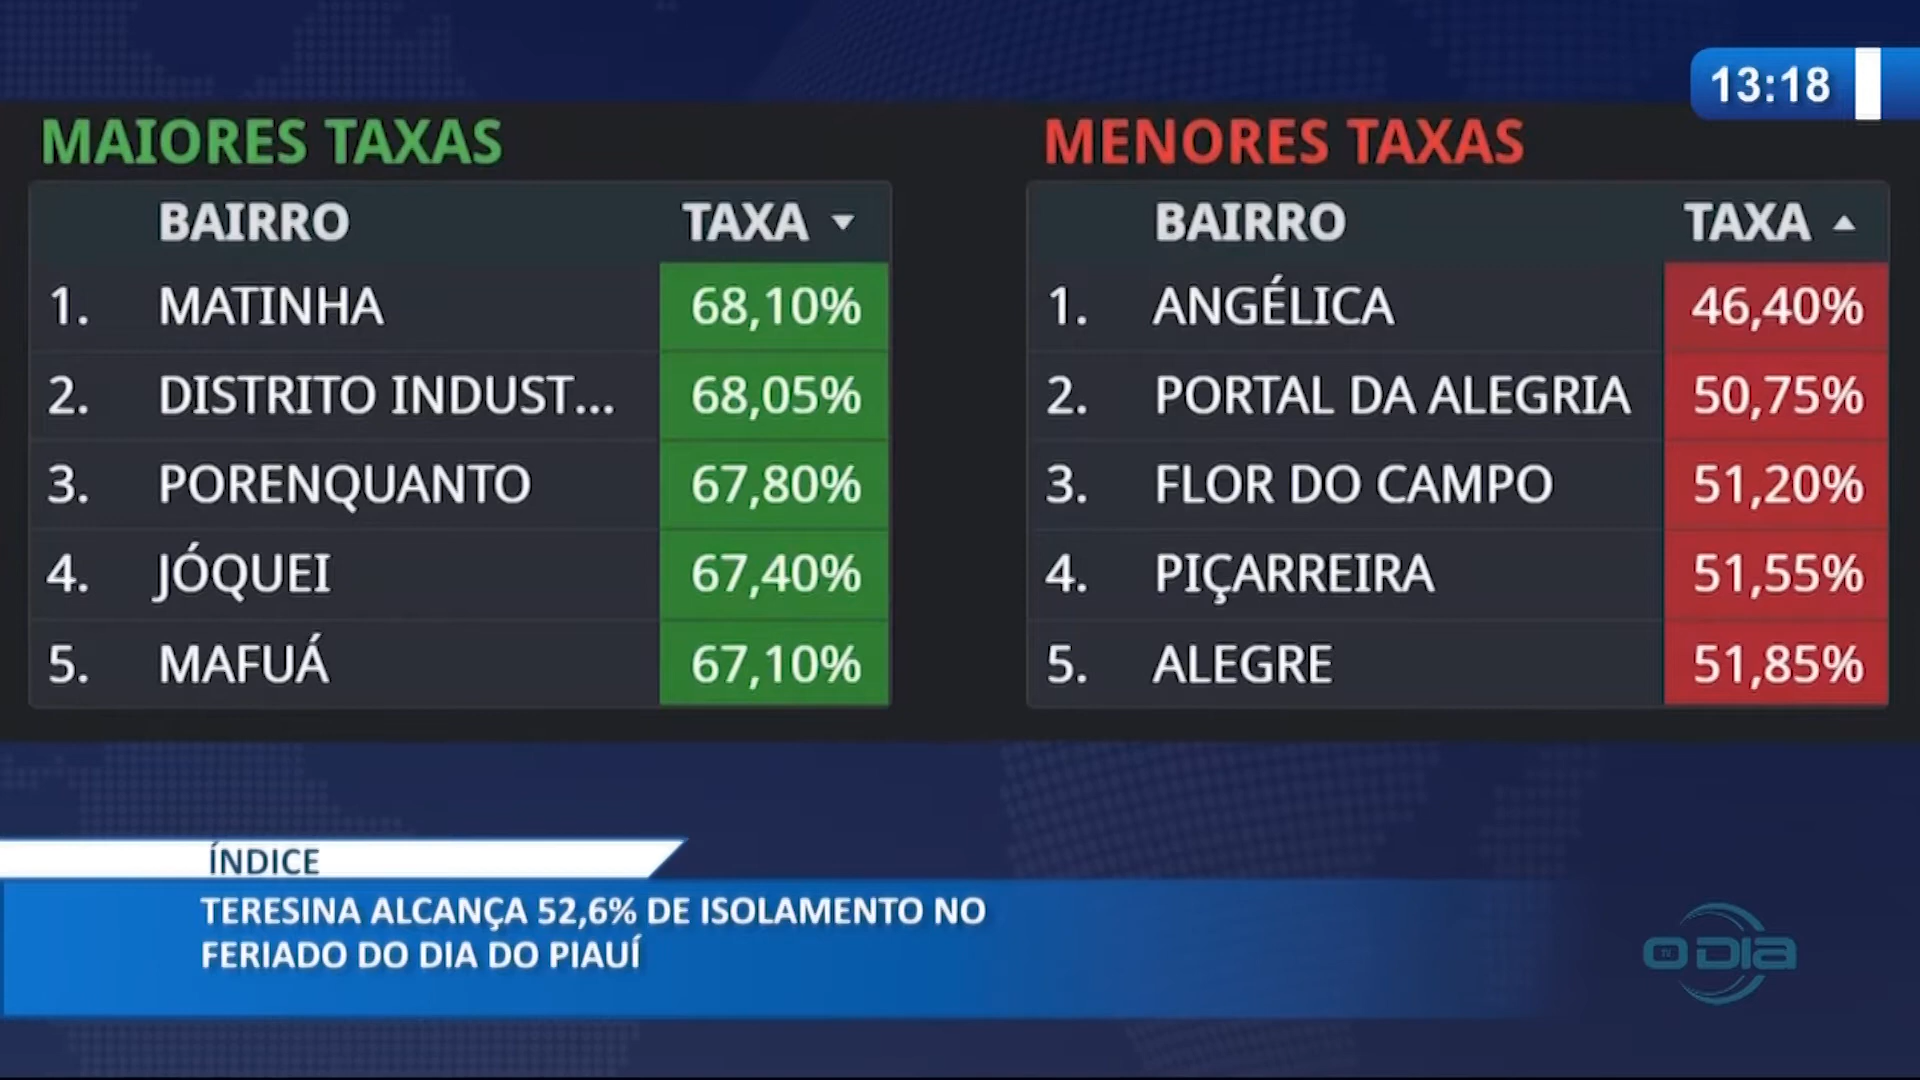 13:18
MAIORES TAXAS
BAIRRO TAXA
1. MATINHA 68,10%
2. DISTRITO INDUST... 68,05%
3. PORENQUANTO 67,80%
4. JÓQUEI 67,40%
5. MAFUÁ 67,10%
MENORES TAXAS
BAIRRO TAXA
1. ANGÉLICA 46,40%
2. PORTAL DA ALEGRIA 50,75%
3. FLOR DO CAMPO 51,20%
4. PIÇARREIRA 51,55%
5. ALEGRE 51,85%
ÍNDICE
TERESINA ALCANÇA 52,6% DE ISOLAMENTO NO
FERIADO DO DIA DO PIAUÍ
O DIA
TV